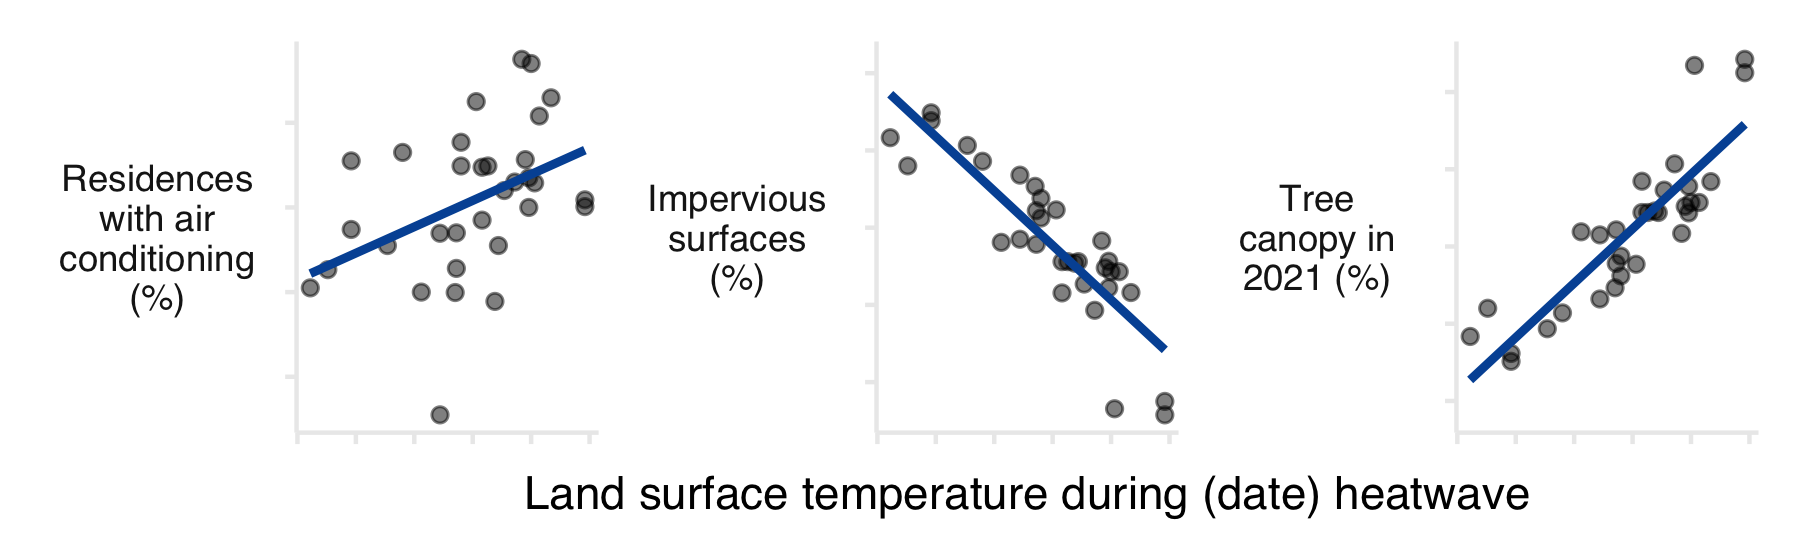 Residences
with air
conditioning
(%)
Impervious
surfaces
(%)
Tree
canopy in
2021 (%)
Land surface temperature during (date) heatwave